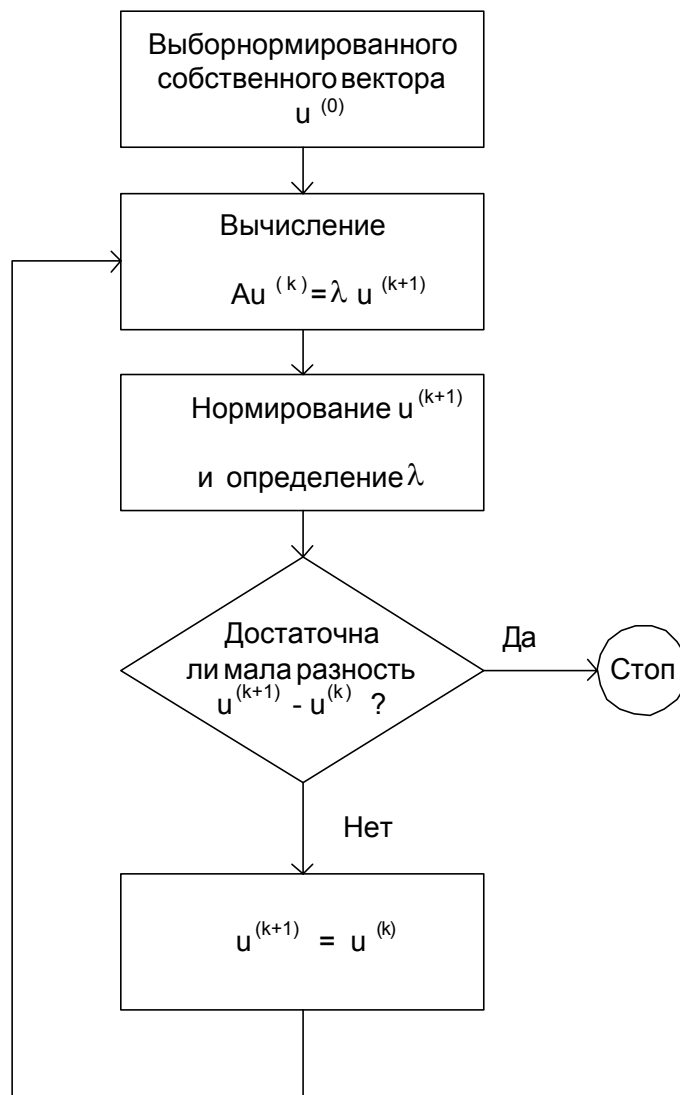 Выборнормированного
собственного вектора
u (0)
Вычисление
Au ( k ) = λ u (k+1)
Нормирование u (k+1)
и определение λ
Достаточна
ли мала разность
u(k+1) - u(k) ?
Да
Стоп
Нет
u(k+1) = u(k)